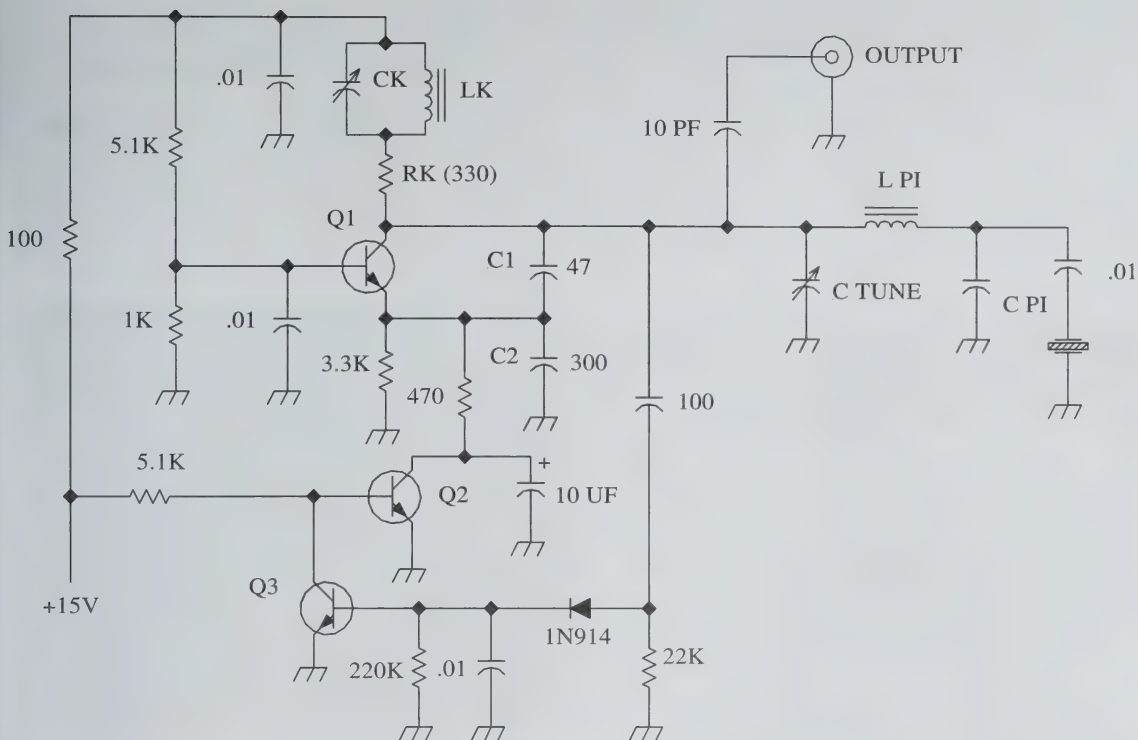 OUTPUT
.01
CK
LK
10 PF
5.1K
RK (330)
L PI
Q1
100
C1
47
.01
C TUNE
C PI
1K
.01
C2
300
3.3K
470
100
5.1K
+
Q2
10 UF
Q3
+15V
1N914
220K
.01
22K